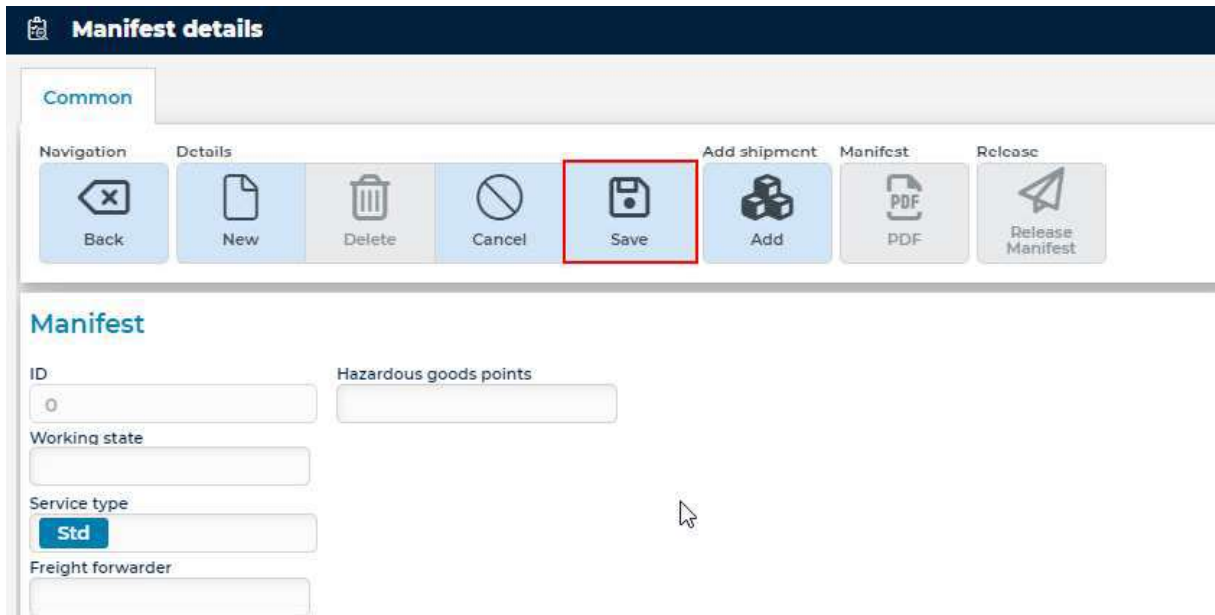 Manifest details
Common
Navigation Details Add shipment Manifest Release
Back New Delete Cancel Save Add PDF PDF Release Manifest
Manifest
ID Hazardous goods points
0
Working state
Service type
Std
Freight forwarder